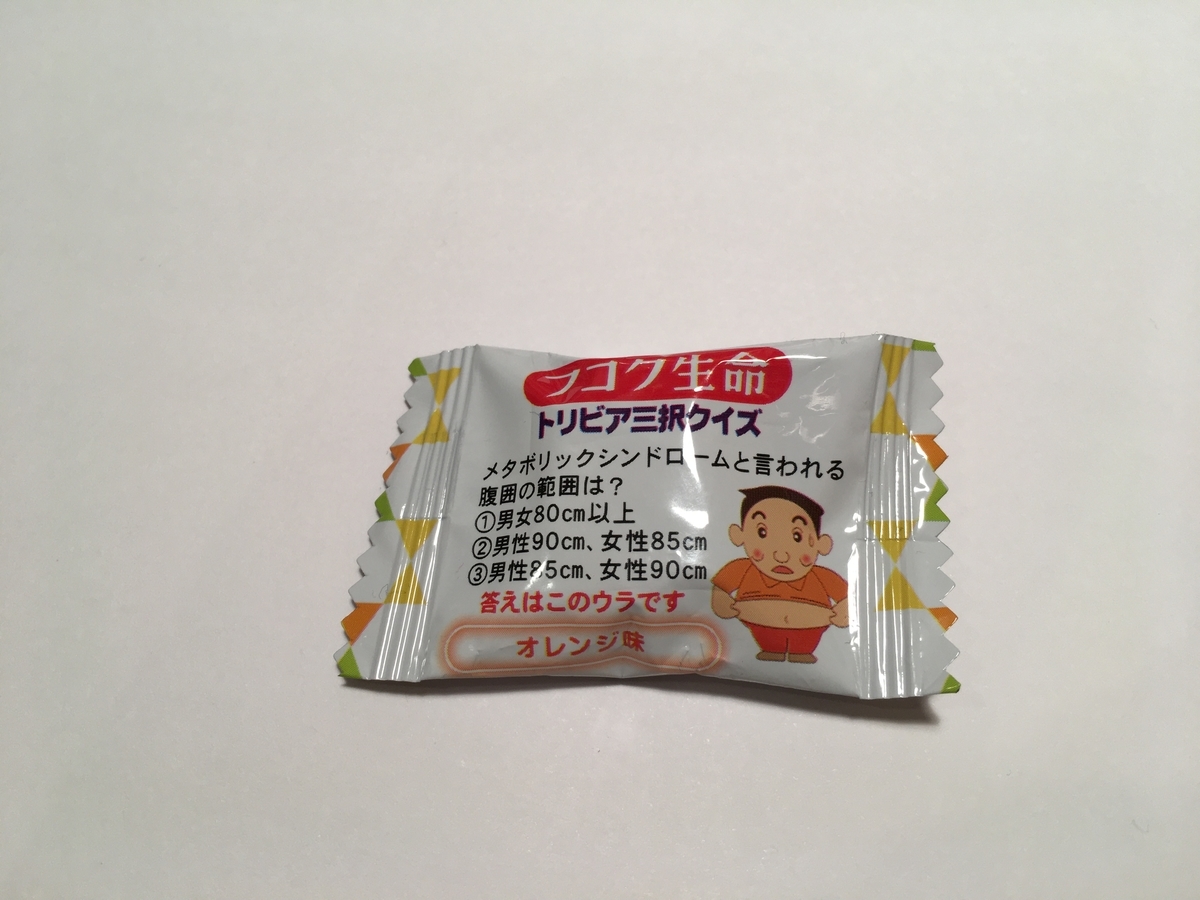 フコク生命
トリビア三択クイズ
メタボリックシンドロームと言われる
腹囲の範囲は？
①男女80cm以上
②男性90cm、女性85cm
③男性85cm、女性90cm
答えはこのウラです
オレンジ味